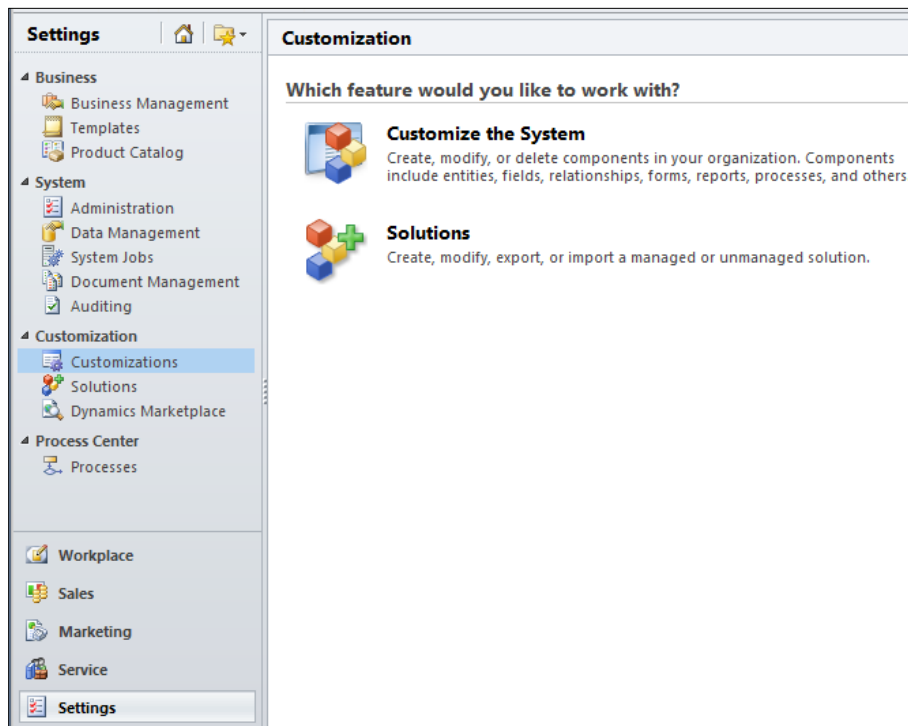 Settings
Business
Business Management
Templates
Product Catalog
System
Administration
Data Management
System Jobs
Document Management
Auditing
Customization
Customizations
Solutions
Dynamics Marketplace
Process Center
Processes
Workplace
Sales
Marketing
Service
Settings
Customization
Which feature would you like to work with?
Customize the System
Create, modify, or delete components in your organization. Components
include entities, fields, relationships, forms, reports, processes, and others
Solutions
Create, modify, export, or import a managed or unmanaged solution.